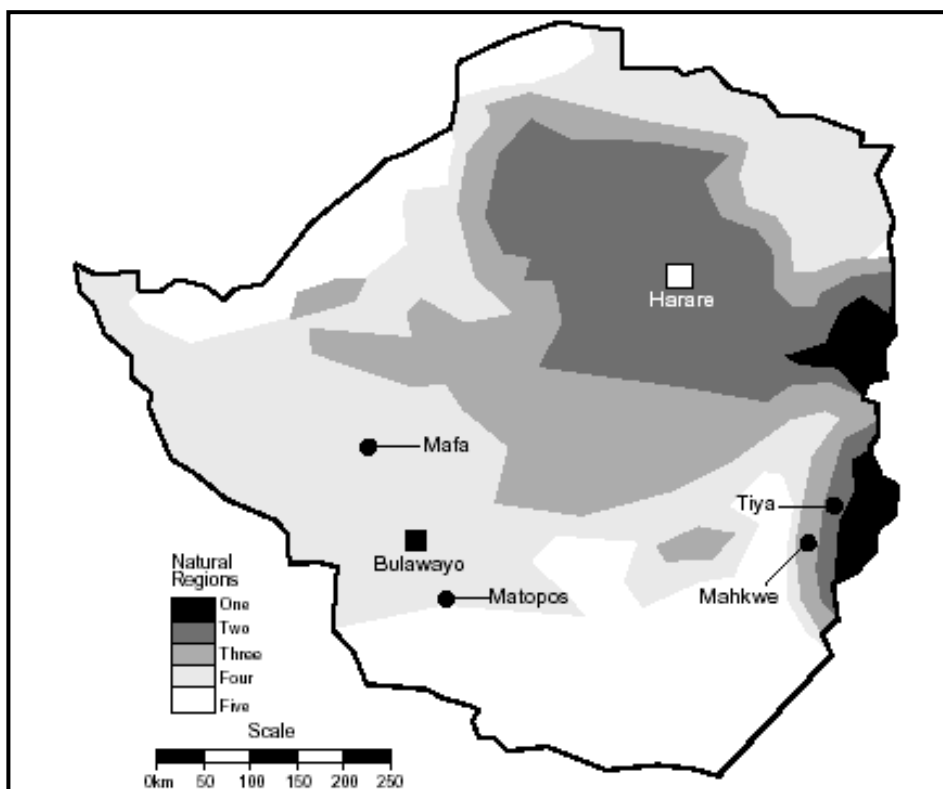 Harare
Mafa
Tiya
Bulawayo
Mahkwe
Matopos
Natural
Regions
One
Two
Three
Four
Five
Scale
0km 50 100 150 200 250